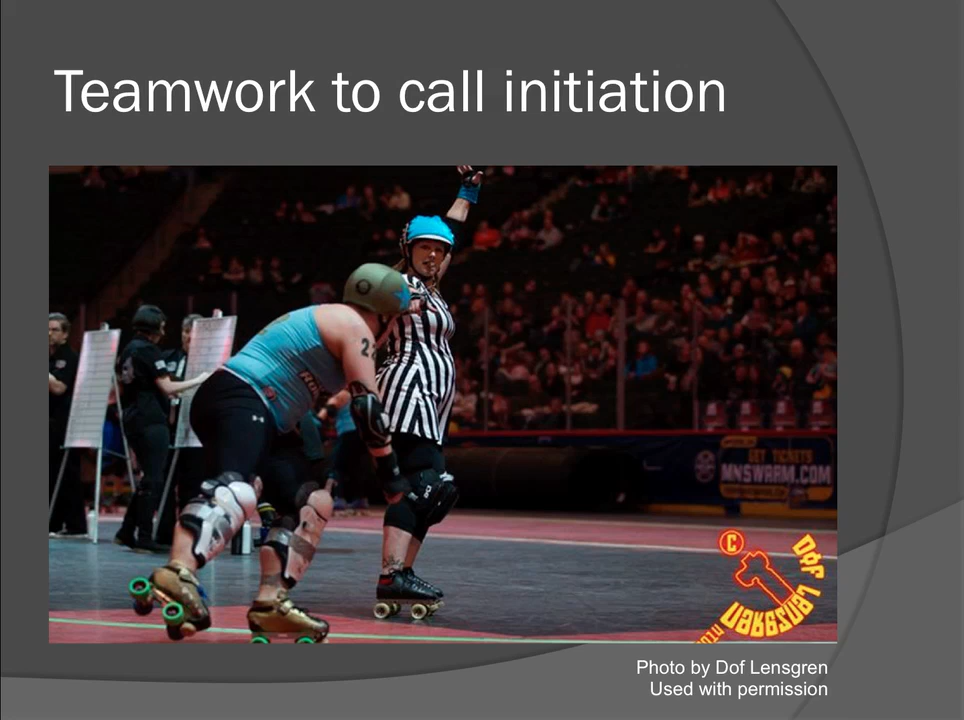 Teamwork to call initiation
GET TICKETS
MNSWARM.COM
©
Dof Lensgren
Photo by Dof Lensgren
Used with permission